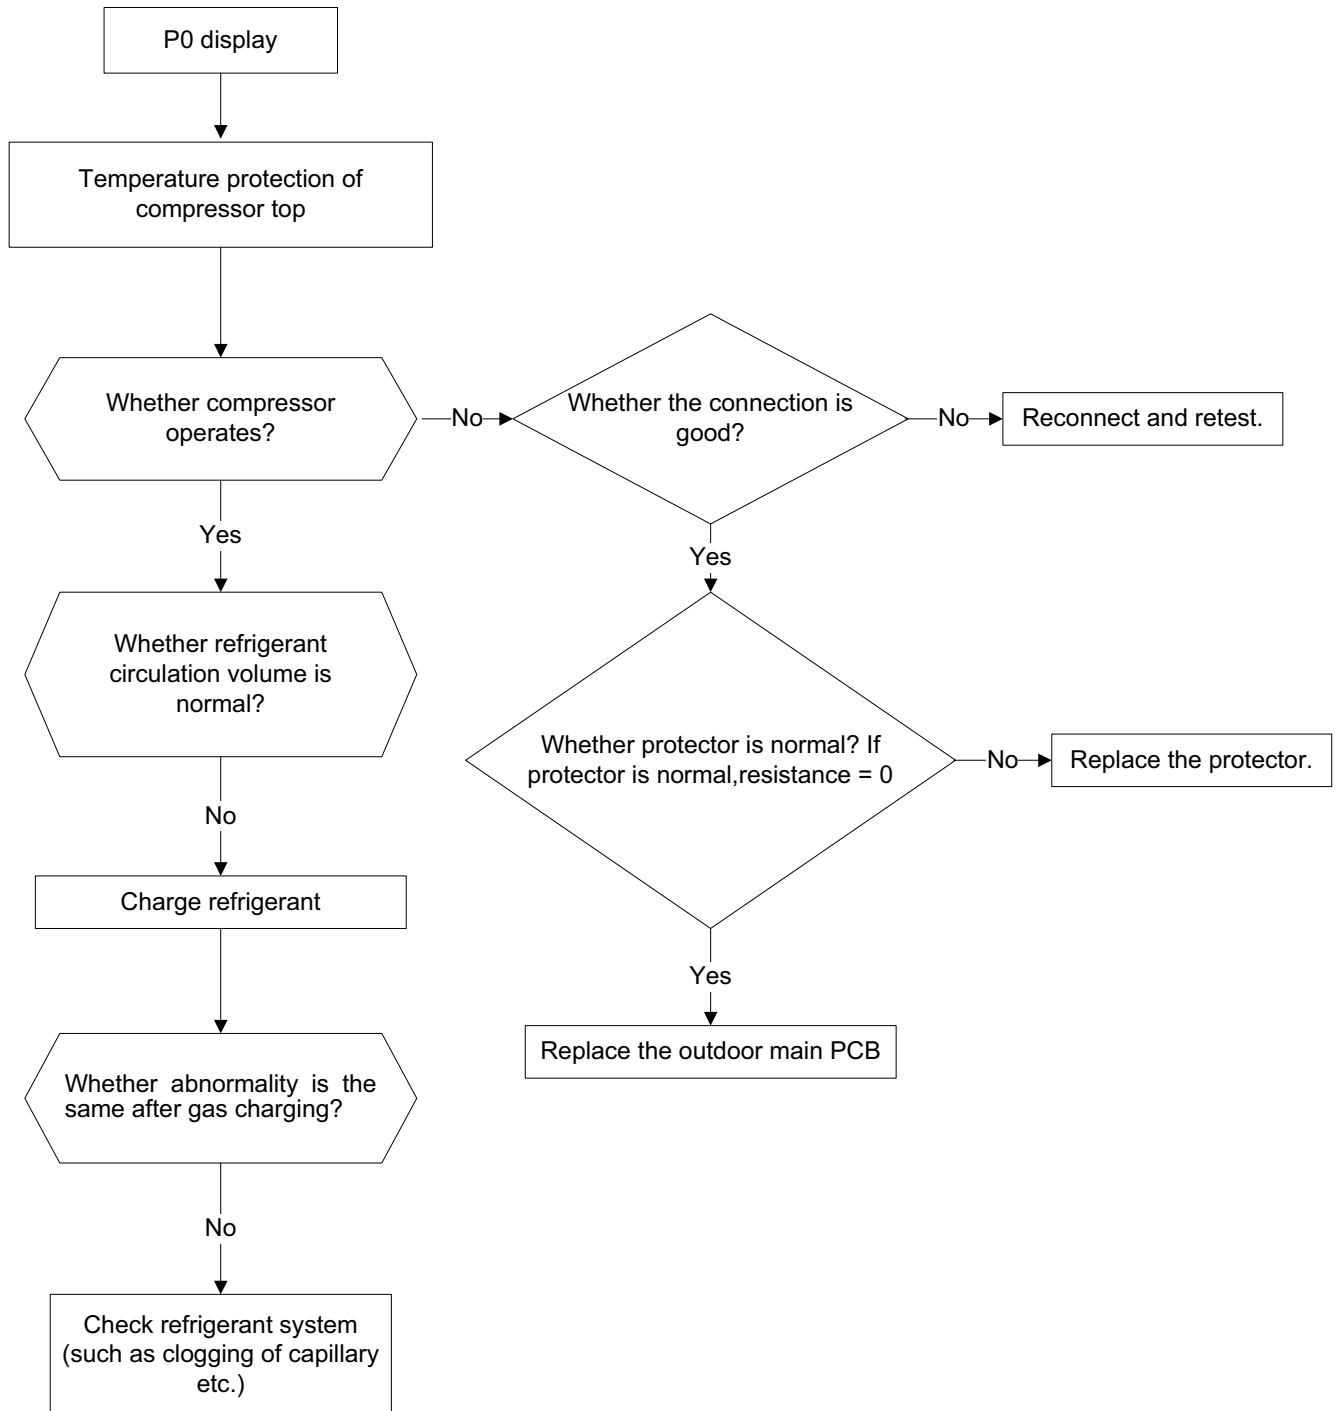 P0 display
Temperature protection of
compressor top
Whether compressor
operates?
No
Whether the connection is
good?
No
Reconnect and retest.
Yes
Yes
Whether refrigerant
circulation volume is
normal?
Whether protector is normal? If
protector is normal,resistance = 0
No
Replace the protector.
No
Charge refrigerant
Yes
Replace the outdoor main PCB
Whether abnormality is the
same after gas charging?
No
Check refrigerant system
(such as clogging of capillary
etc.)